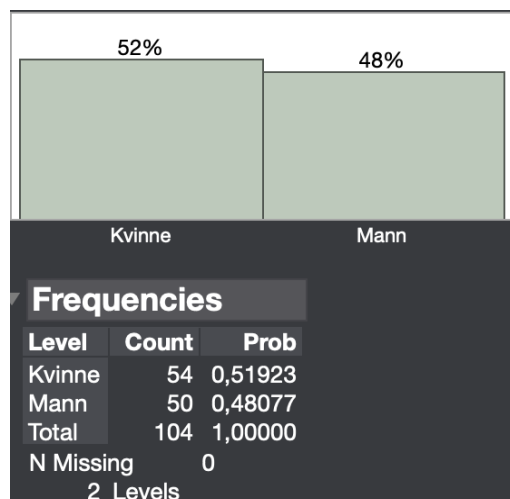 52%
48%
Kvinne Mann
Frequencies
Level Count Prob
Kvinne 54 0,51923
Mann 50 0,48077
Total 104 1,00000
N Missing 0
2 Levels